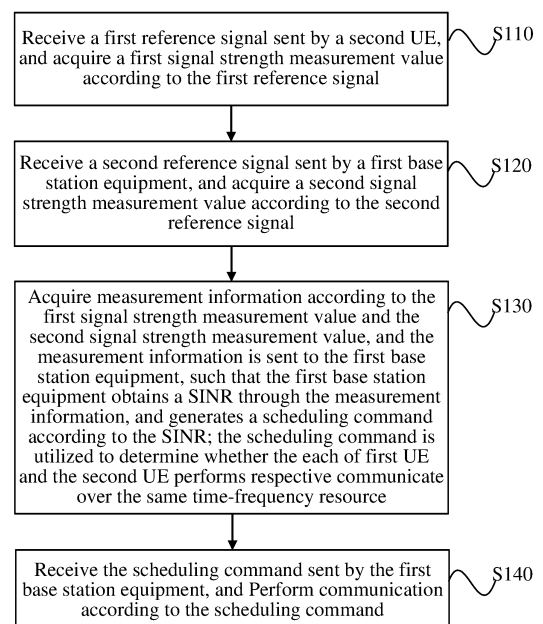 Receive a first reference signal sent by a second UE,
and acquire a first signal strength measurement value
according to the first reference signal
S110
Receive a second reference signal sent by a first base
station equipment, and acquire a second signal
strength measurement value according to the second
reference signal
S120
Acquire measurement information according to the
first signal strength measurement value and the
second signal strength measurement value, and the
measurement information is sent to the first base
station equipment, such that the first base station
equipment obtains a SINR through the measurement
information, and generates a scheduling command
according to the SINR; the scheduling command is
utilized to determine whether the each of first UE
and the second UE performs respective communicate
over the same time-frequency resource
S130
Receive the scheduling command sent by the first
base station equipment, and Perform communication
according to the scheduling command
S140